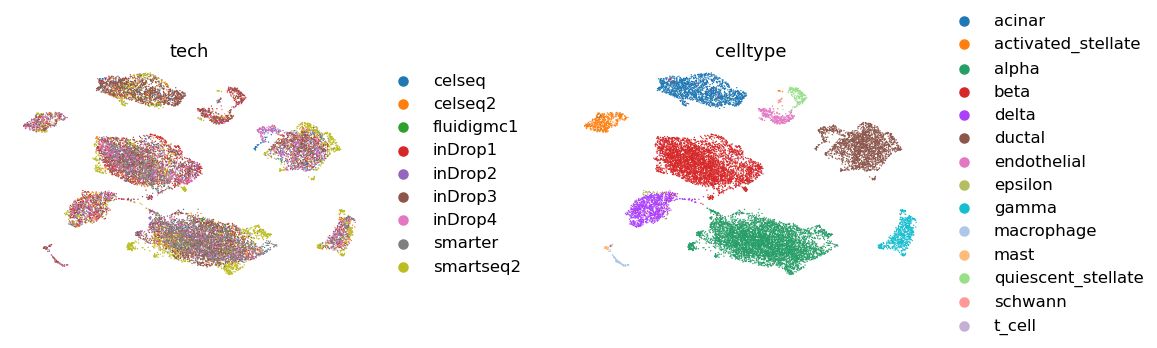 tech
celseq
celseq2
fluidigmc1
inDrop1
inDrop2
inDrop3
inDrop4
smarter
smartseq2
celltype
acinar
activated_stellate
alpha
beta
delta
ductal
endothelial
epsilon
gamma
macrophage
mast
quiescent_stellate
schwann
t_cell